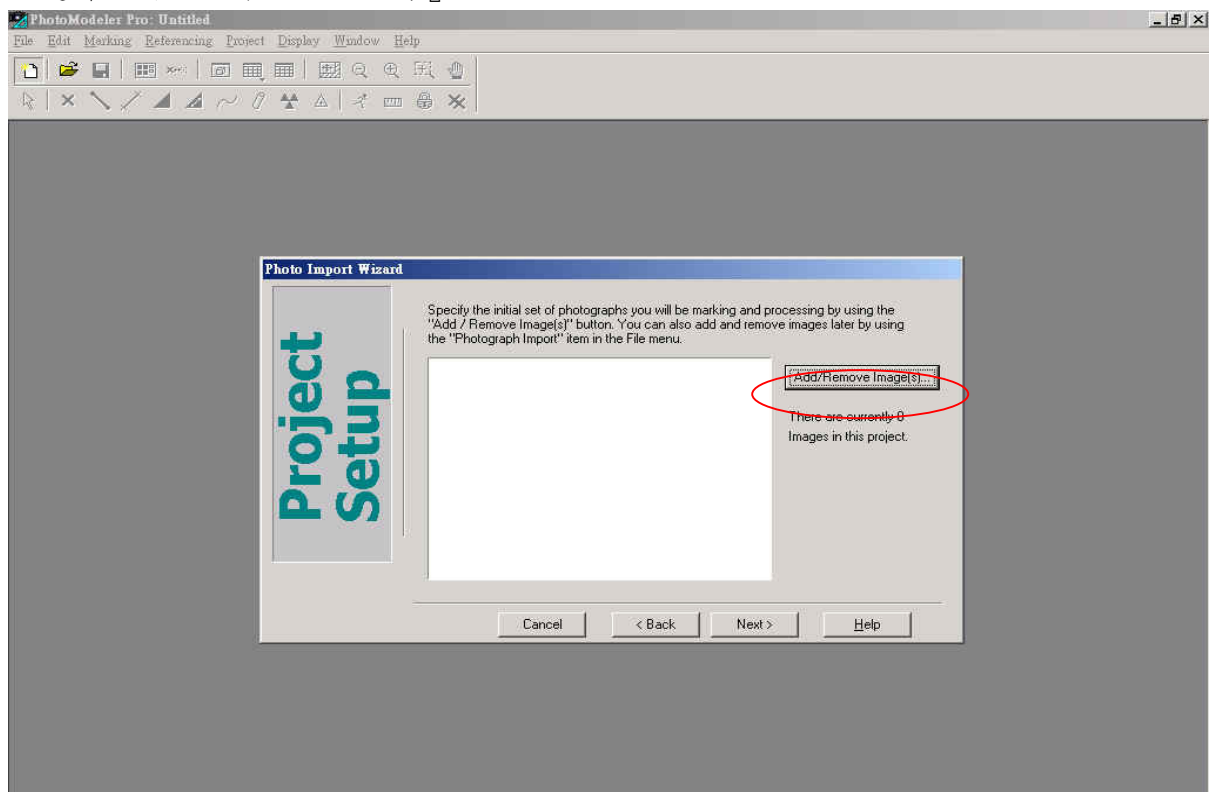 PhotoModeler Pro: Untitled
File Edit Marking Referencing Project Display Window Help
Photo Import Wizard
Project
Setup
Specify the initial set of photographs you will be marking and processing by using the
"Add / Remove Image(s)" button. You can also add and remove images later by using
the "Photograph Import" item in the File menu.
Add/Remove Image(s)...
There are currently 0
Images in this project.
Cancel
< Back
Next >
Help